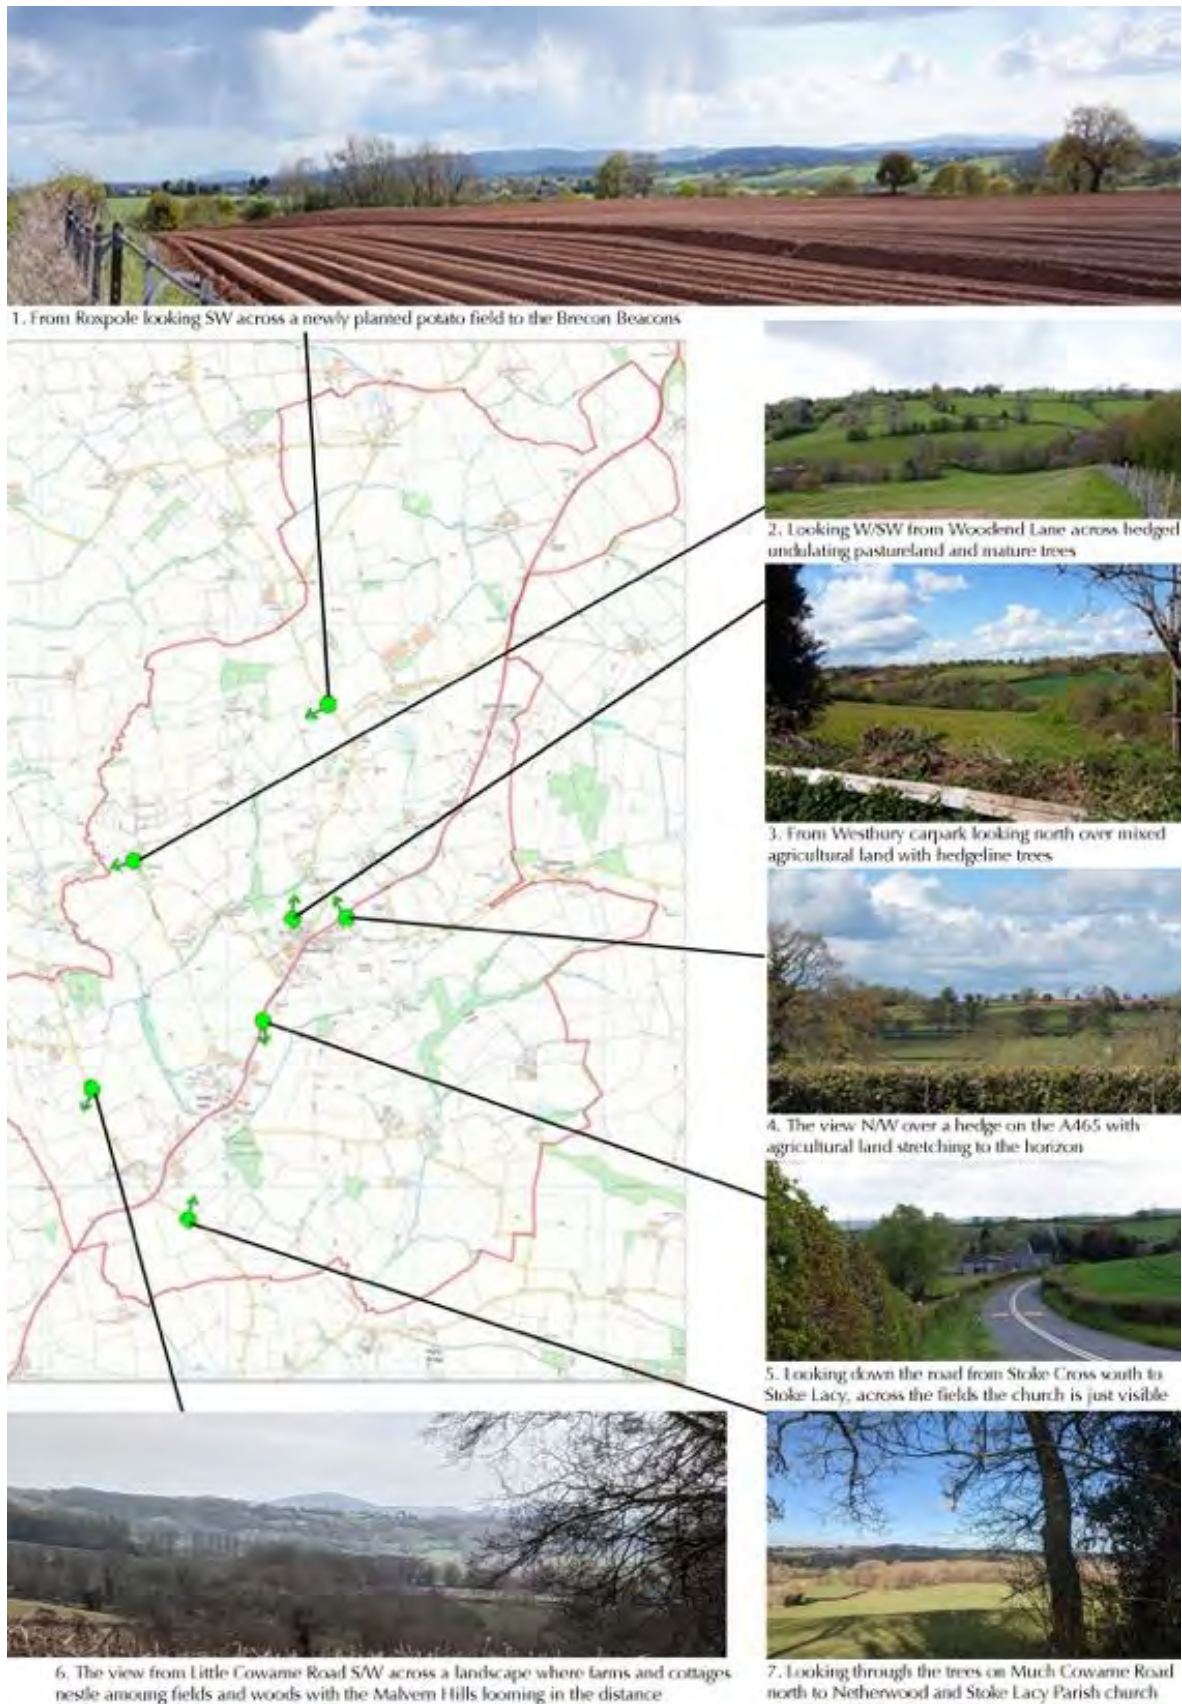 1. From Roxpole looking SW across a newly planted potato field to the Brecon Beacons
2. Looking W/SW from Woodend Lane across hedged
undulating pastureland and mature trees
3. From Westbury carpark looking north over mixed
agricultural land with hedgeline trees
4. The view N/W over a hedge on the A465 with
agricultural land stretching to the horizon
5. Looking down the road from Stoke Cross south to
Stoke Lacy, across the fields the church is just visible
6. The view from Little Cowarne Road S/W across a landscape where farms and cottages
nestle amoung fields and woods with the Malvern Hills looming in the distance
7. Looking through the trees on Much Cowarne Road
north to Netherwood and Stoke Lacy Parish church